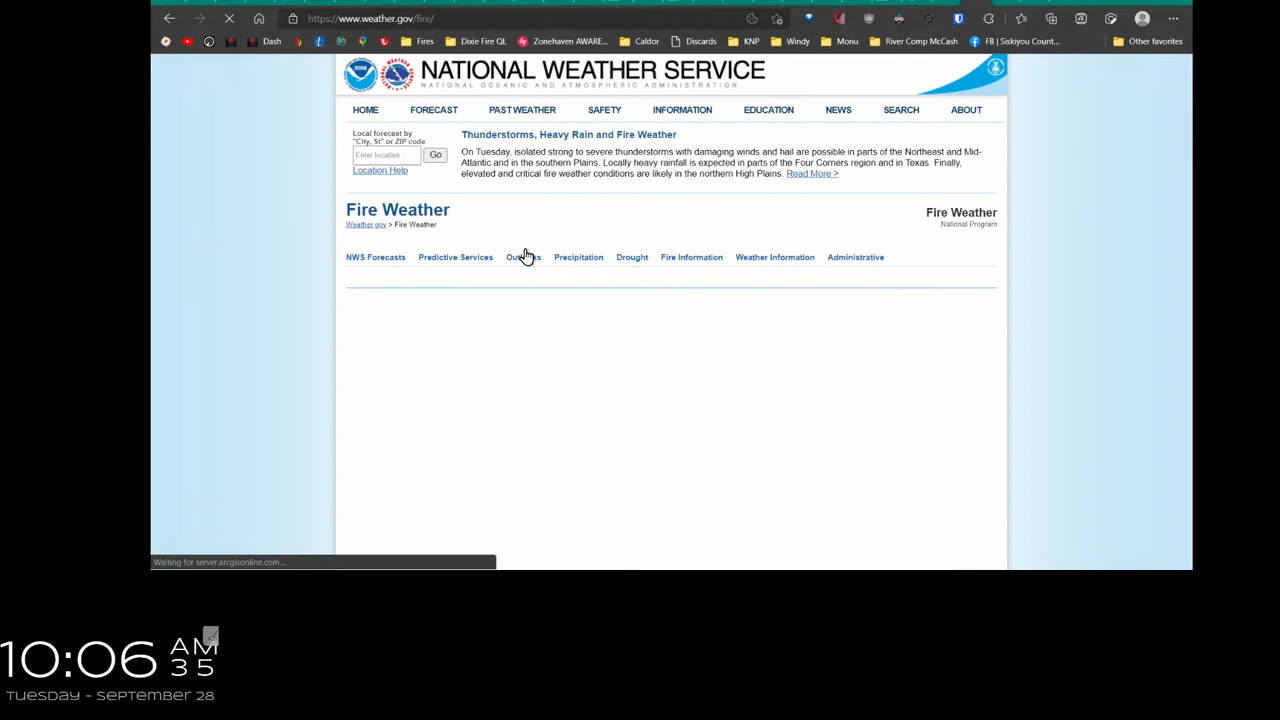 https://www.weather.gov/fire/
Dash
Fires
Dixie Fire QL
Zonehaven AWARE...
Caldor
Discards
KNP
Windy
Monu
River Comp McCash
FB | Siskiyou Count...
Other favorites
NATIONAL WEATHER SERVICE
NATIONAL OCEANIC AND ATMOSPHERIC ADMINISTRATION
HOME FORECAST PAST WEATHER SAFETY INFORMATION EDUCATION NEWS SEARCH ABOUT
Local forecast by
"City, St" or ZIP code
Enter location ...
Go
Location Help
Thunderstorms, Heavy Rain and Fire Weather
On Tuesday, isolated strong to severe thunderstorms with damaging winds and hail are possible in parts of the Northeast and Mid-
Atlantic and in the southern Plains. Locally heavy rainfall is expected in parts of the Four Corners region and in Texas. Finally,
elevated and critical fire weather conditions are likely in the northern High Plains. Read More >
Fire Weather
Weather.gov > Fire Weather
Fire Weather
National Program
NWS Forecasts Predictive Services Precipitation Drought Fire Information Weather Information Administrative
Waiting for server.arcgisonline.com...
10:06 AM
35
TUESDAY - SEPTEMBER 28